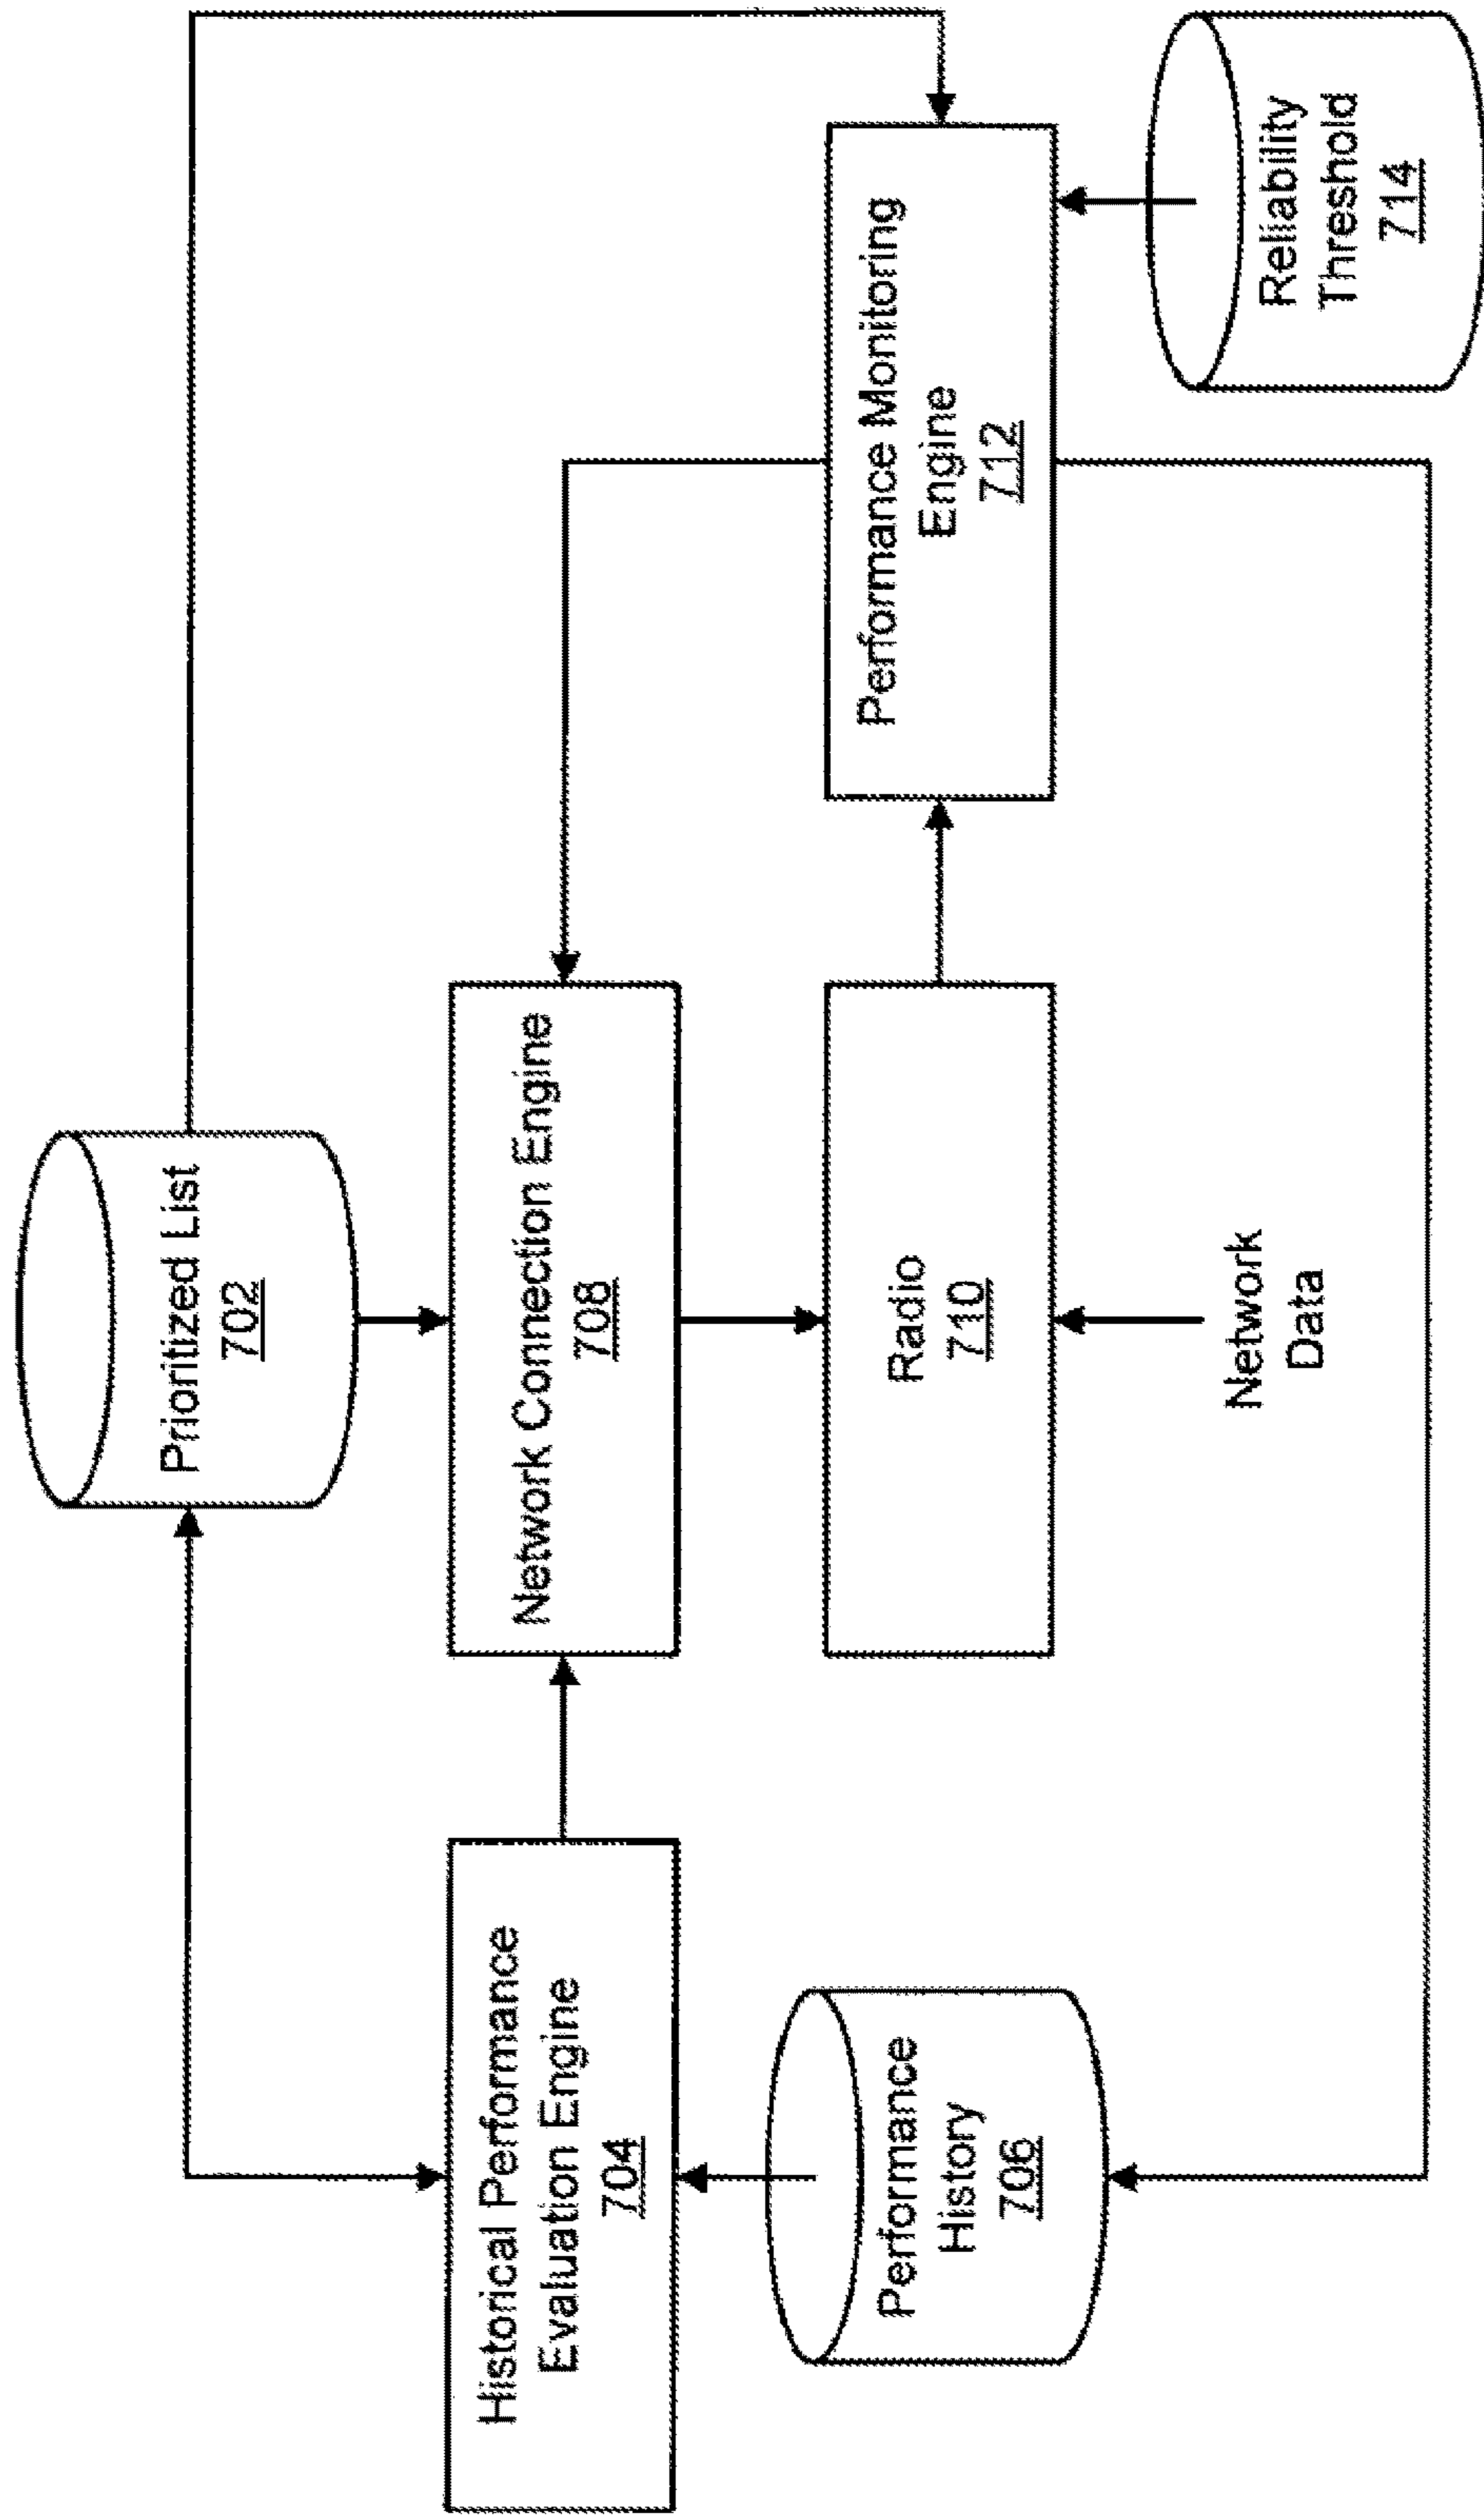 Prioritized List
702
Historical Performance
Evaluation Engine
704
Network Connection Engine
708
Performance
History
706
Radio
710
Performance Monitoring
Engine
712
Network
Data
Reliability
Threshold
714